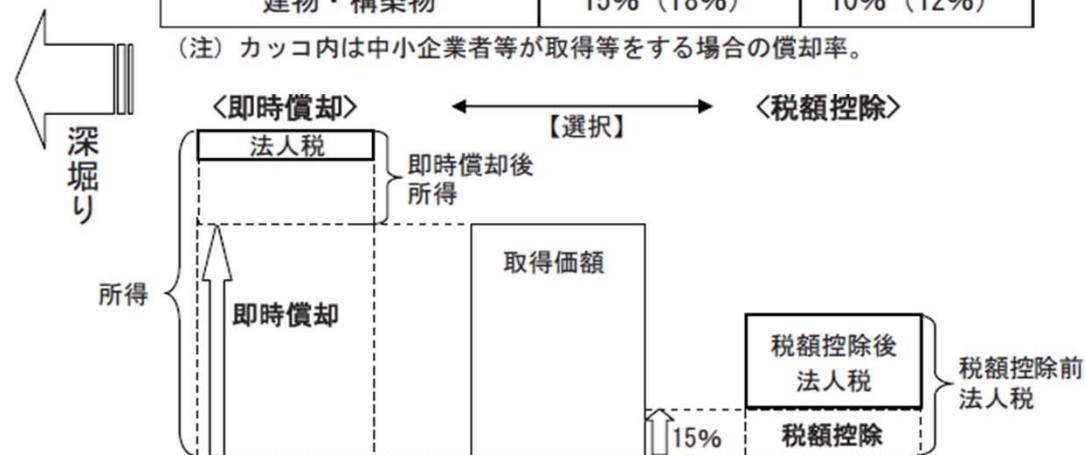 建物・構築物 15%（18%） 10%（12%）
（注）カッコ内は中小企業者等が取得等をする場合の償却率。
深堀り
〈即時償却〉
【選択】
〈税額控除〉
法人税
即時償却後
所得
所得
即時償却
取得価額
15%
税額控除後
法人税
税額控除
税額控除前
法人税